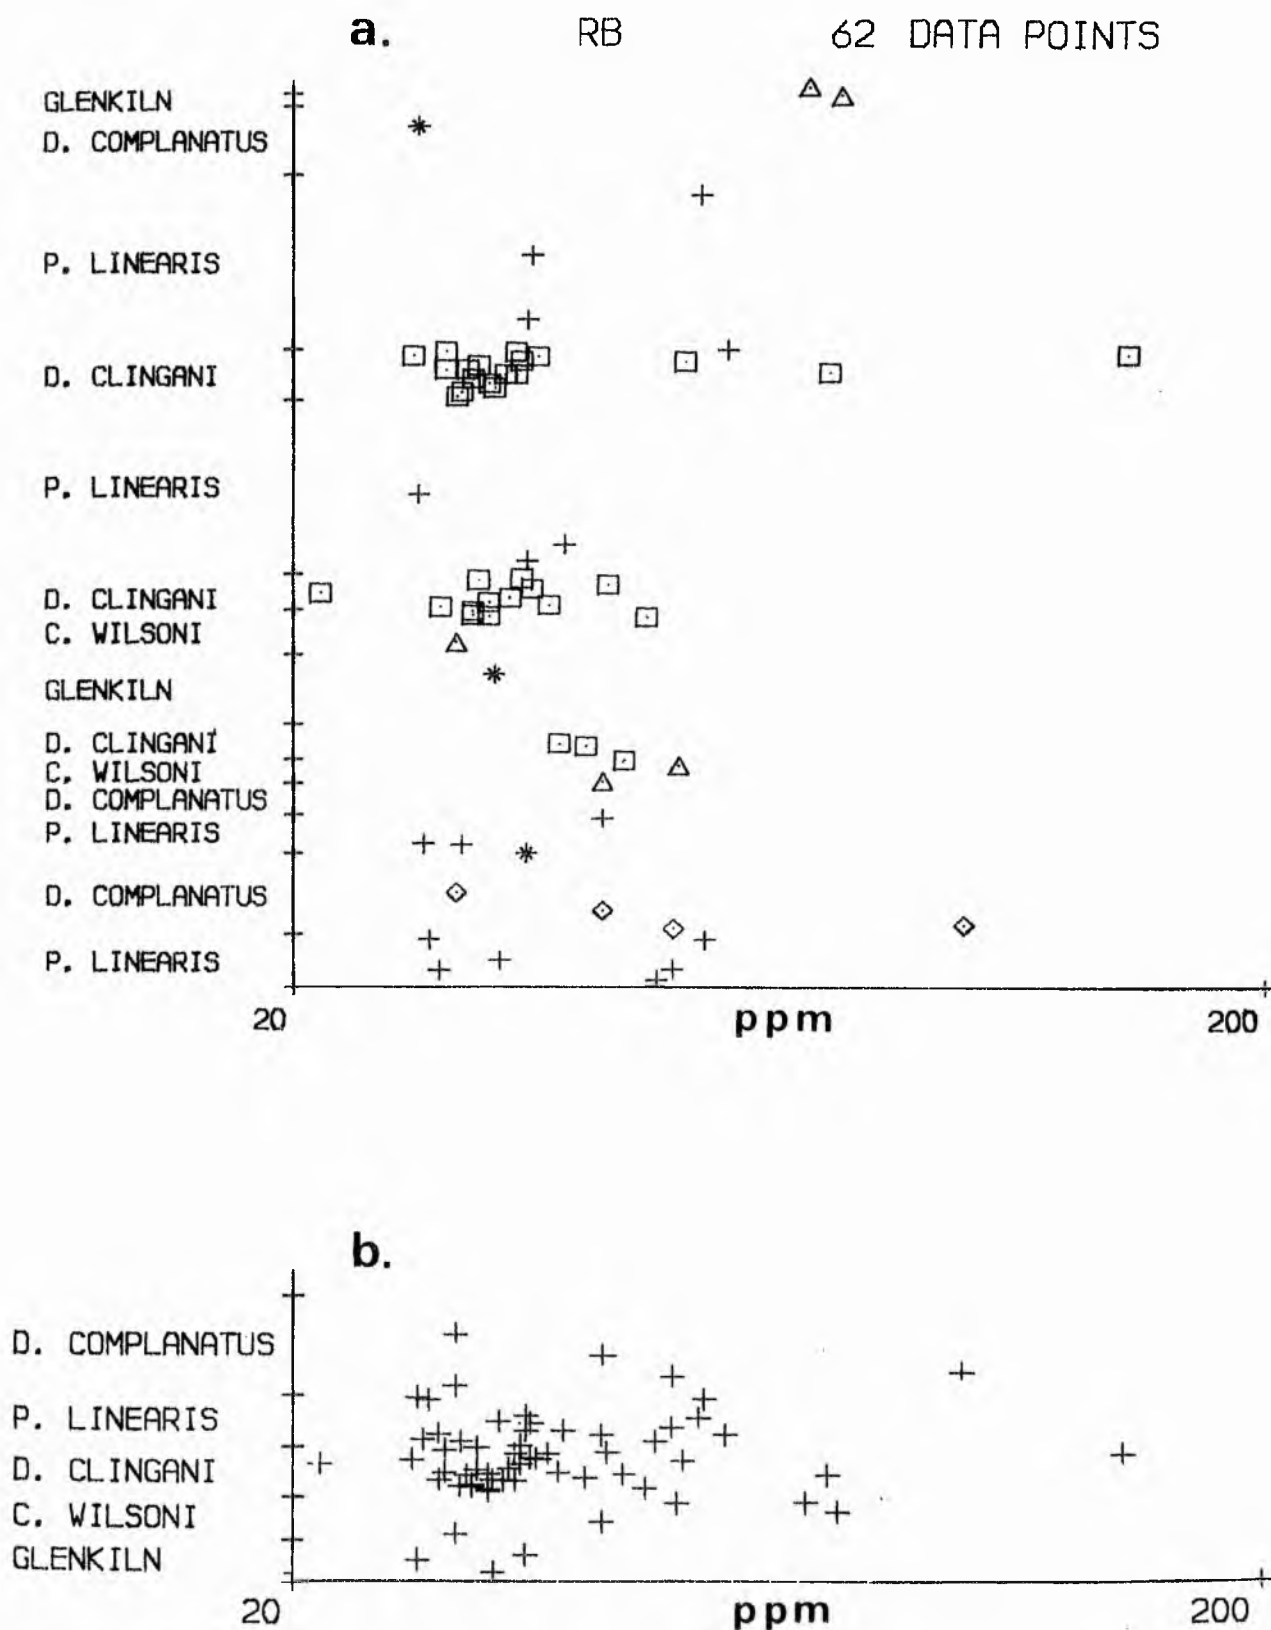 a. RB 62 DATA POINTS
GLENKILN
D. COMPLANATUS
P. LINEARIS
D. CLINGANI
P. LINEARIS
D. CLINGANI
C. WILSONI
GLENKILN
D. CLINGANI
C. WILSONI
D. COMPLANATUS
P. LINEARIS
D. COMPLANATUS
P. LINEARIS
20 ppm 200
b.
D. COMPLANATUS
P. LINEARIS
D. CLINGANI
C. WILSONI
GLENKILN
20 ppm 200